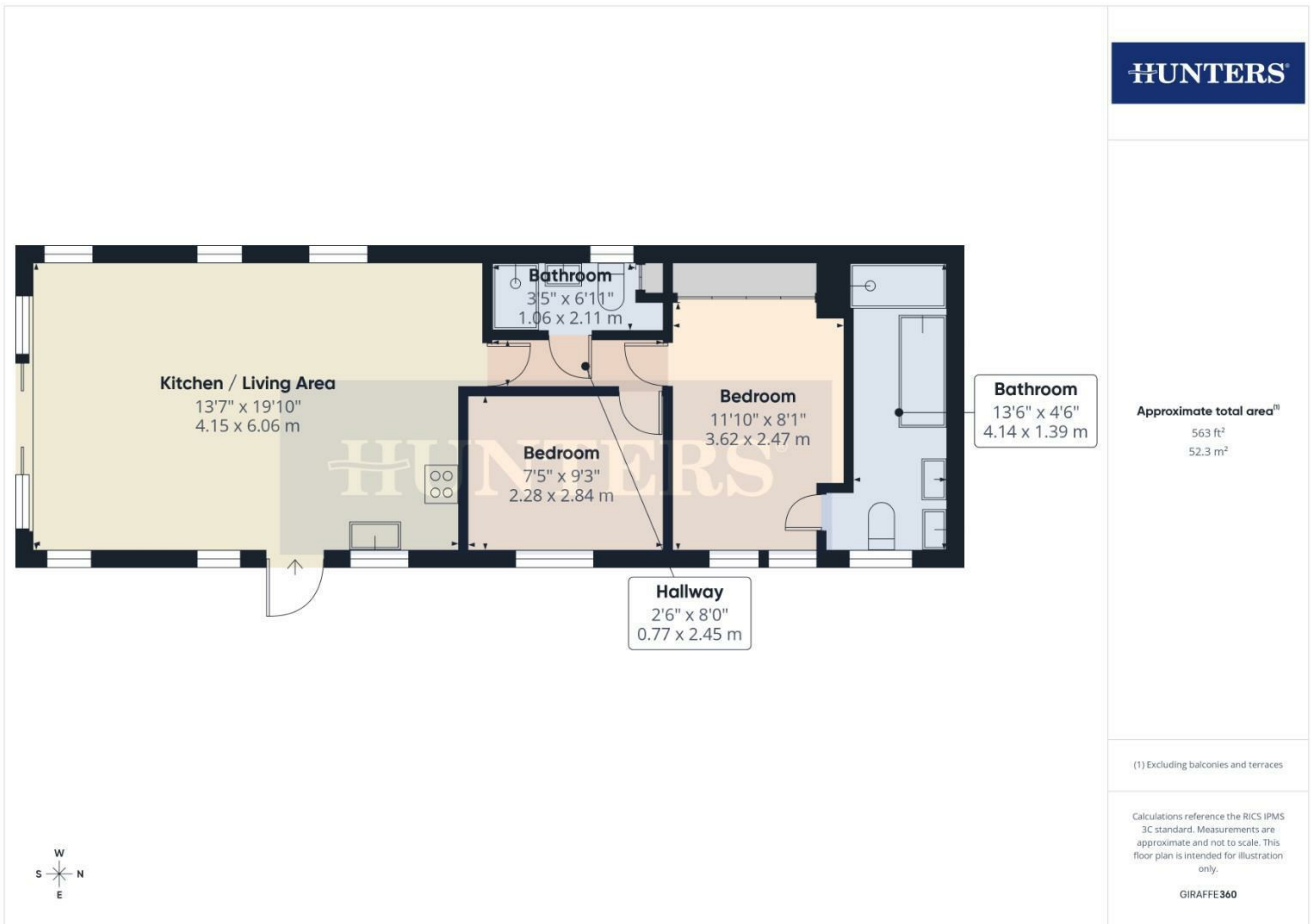 HUNTERS®
Bathroom
3'5" x 6'11"
1.06 x 2.11 m
Kitchen / Living Area
13'7" x 19'10"
4.15 x 6.06 m
Bedroom
11'10" x 8'1"
3.62 x 2.47 m
Bathroom
13'6" x 4'6"
4.14 x 1.39 m
Bedroom
7'5" x 9'3"
2.28 x 2.84 m
HUNTERS®
Hallway
2'6" x 8'0"
0.77 x 2.45 m
Approximate total area(1)
563 ft²
52.3 m²
(1) Excluding balconies and terraces
Calculations reference the RICS IPMS
3C standard. Measurements are
approximate and not to scale. This
floor plan is intended for illustration
only.
GIRAFFE360
W
S N
E